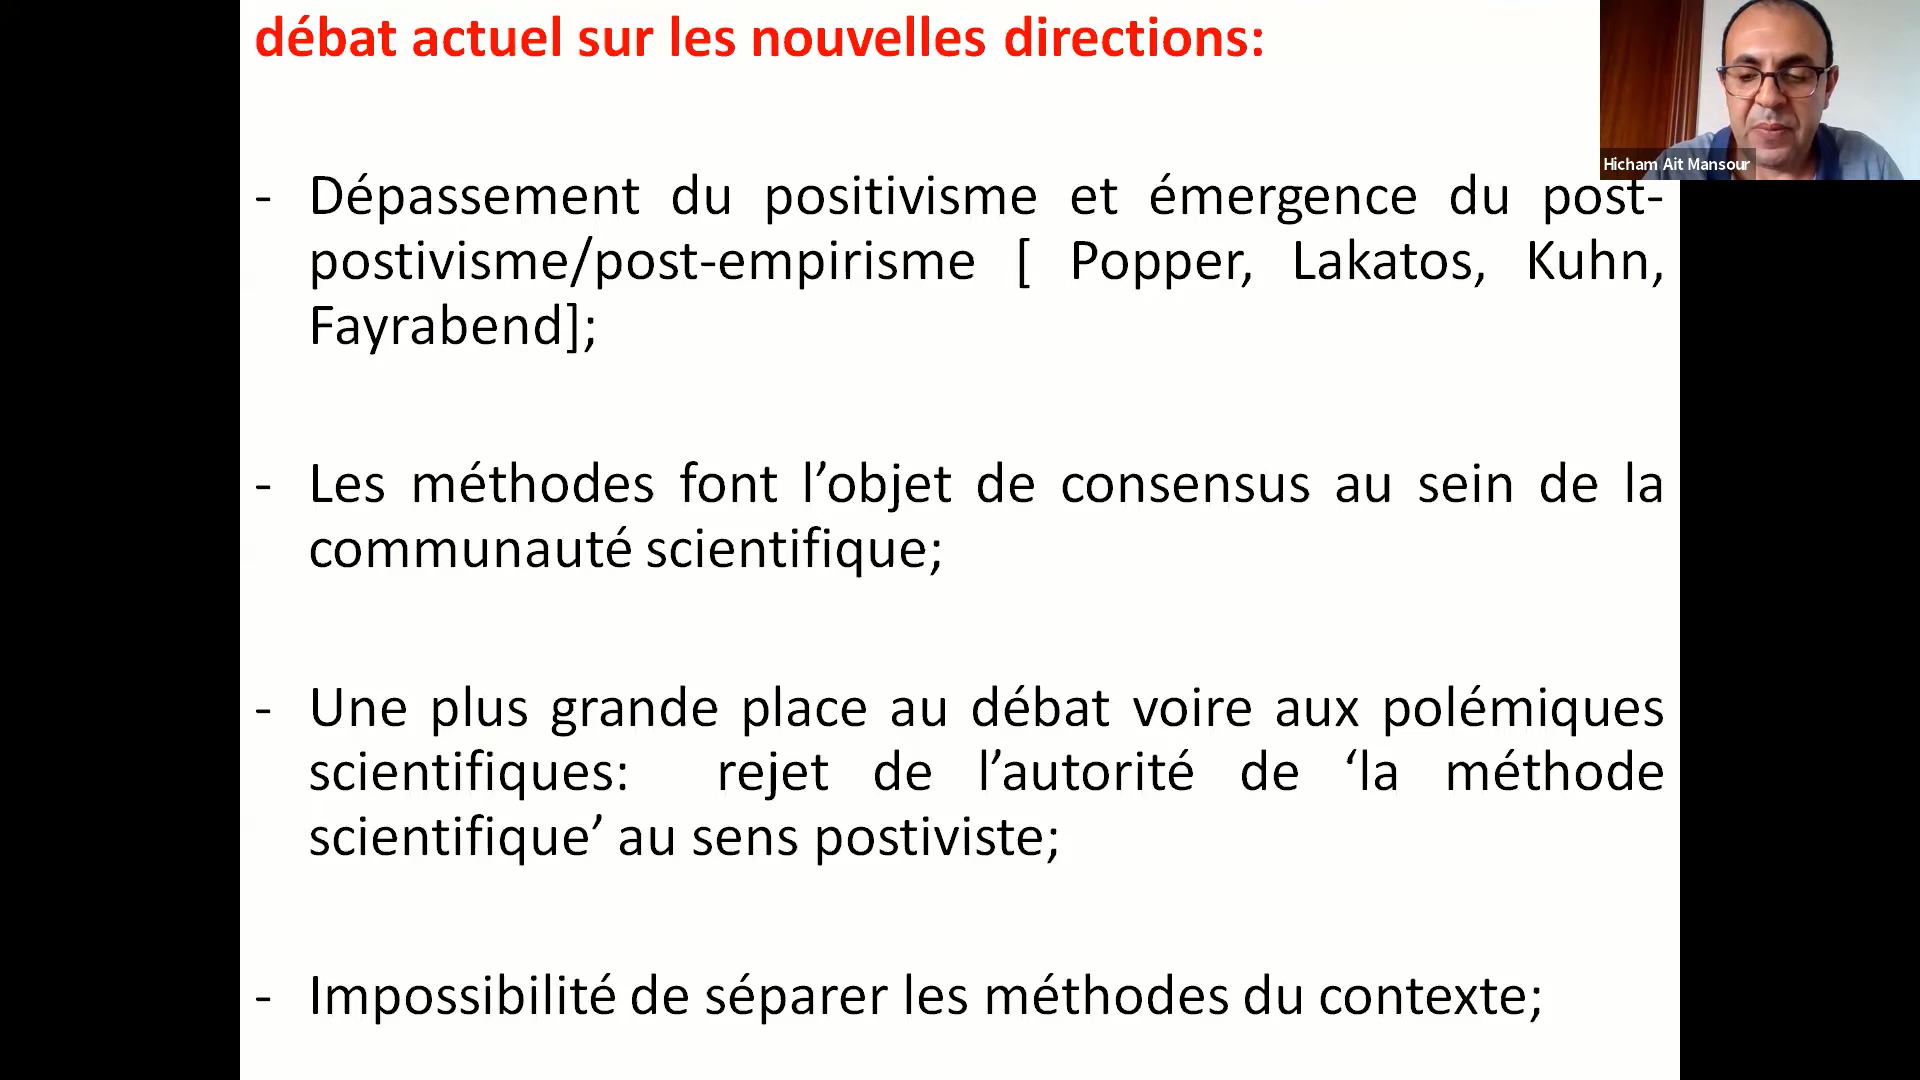 débat actuel sur les nouvelles directions:
Hicham Ait Mansour
- Dépassement du positivisme et émergence du post-
postivisme/post-empirisme [ Popper, Lakatos, Kuhn,
Fayrabend];
- Les méthodes font l’objet de consensus au sein de la
communauté scientifique;
- Une plus grande place au débat voire aux polémiques
scientifiques: rejet de l’autorité de ‘la méthode
scientifique’ au sens postiviste;
- Impossibilité de séparer les méthodes du contexte;